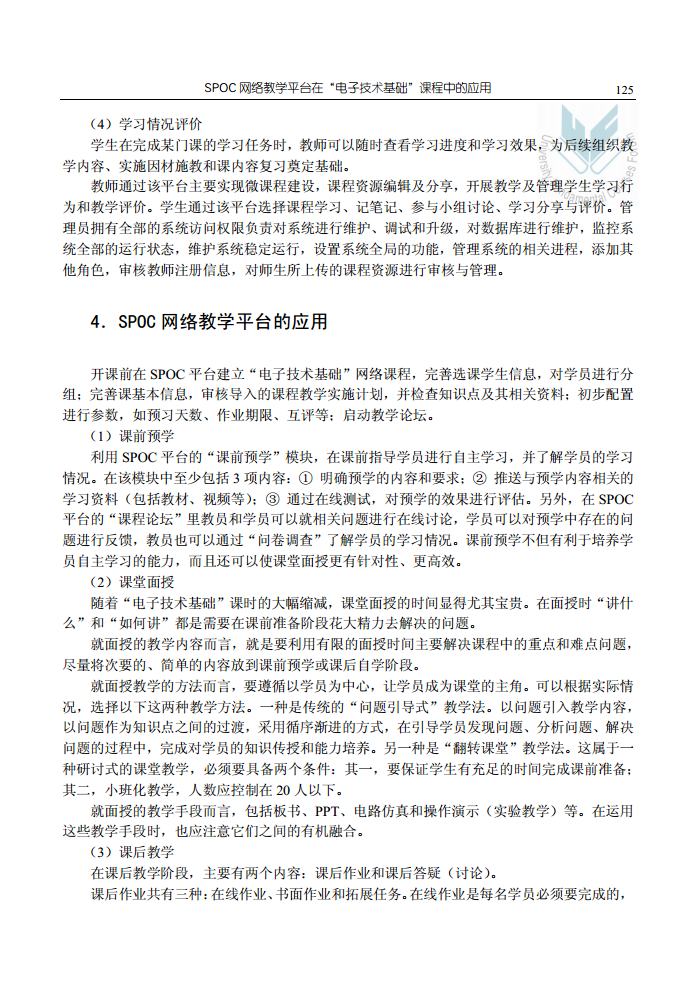 SPOC 网络教学平台在“电子技术基础”课程中的应用 125
（4）学习情况评价
学生在完成某门课的学习任务时，教师可以随时查看学习进度和学习效果，为后续组织教
学内容、实施因材施教和课内容复习奠定基础。
教师通过该平台主要实现微课程建设，课程资源编辑及分享，开展教学及管理学生学习行
为和教学评价。学生通过该平台选择课程学习、记笔记、参与小组讨论、学习分享与评价。管
理员拥有全部的系统访问权限负责对系统进行维护、调试和升级，对数据库进行维护，监控系
统全部的运行状态，维护系统稳定运行，设置系统全局的功能，管理系统的相关进程，添加其
他角色，审核教师注册信息，对师生所上传的课程资源进行审核与管理。
4．SPOC 网络教学平台的应用
开课前在 SPOC 平台建立“电子技术基础”网络课程，完善选课学生信息，对学员进行分
组；完善课基本信息，审核导入的课程教学实施计划，并检查知识点及其相关资料；初步配置
进行参数，如预习天数、作业期限、互评等；启动教学论坛。
（1）课前预学
利用 SPOC 平台的“课前预学”模块，在课前指导学员进行自主学习，并了解学员的学习
情况。在该模块中至少包括 3 项内容：① 明确预学的内容和要求；② 推送与预学内容相关的
学习资料（包括教材、视频等）；③ 通过在线测试，对预学的效果进行评估。另外，在 SPOC
平台的“课程论坛”里教员和学员可以就相关问题进行在线讨论，学员可以对预学中存在的问
题进行反馈，教员也可以通过“问卷调查”了解学员的学习情况。课前预学不但有利于培养学
员自主学习的能力，而且还可以使课堂面授更有针对性、更高效。
（2）课堂面授
随着“电子技术基础”课时的大幅缩减，课堂面授的时间显得尤其宝贵。在面授时“讲什
么”和“如何讲”都是需要在课前准备阶段花大精力去解决的问题。
就面授的教学内容而言，就是要利用有限的面授时间主要解决课程中的重点和难点问题，
尽量将次要的、简单的内容放到课前预学或课后自学阶段。
就面授教学的方法而言，要遵循以学员为中心，让学员成为课堂的主角。可以根据实际情
况，选择以下这两种教学方法。一种是传统的“问题引导式”教学法。以问题引入教学内容，
以问题作为知识点之间的过渡，采用循序渐进的方式，在引导学员发现问题、分析问题、解决
问题的过程中，完成对学员的知识传授和能力培养。另一种是“翻转课堂”教学法。这属于一
种研讨式的课堂教学，必须要具备两个条件：其一，要保证学生有充足的时间完成课前准备；
其二，小班化教学，人数应控制在 20 人以下。
就面授的教学手段而言，包括板书、PPT、电路仿真和操作演示（实验教学）等。在运用
这些教学手段时，也应注意它们之间的有机融合。
（3）课后教学
在课后教学阶段，主要有两个内容：课后作业和课后答疑（讨论）。
课后作业共有三种：在线作业、书面作业和拓展任务。在线作业是每名学员必须要完成的，